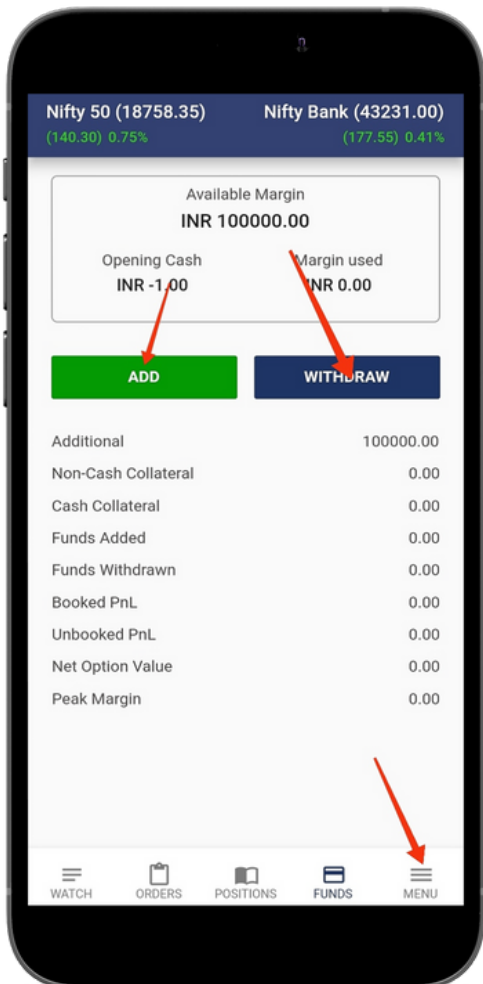 Nifty 50 (18758.35) Nifty Bank (43231.00)
(140.30) 0.75% (177.55) 0.41%
Available Margin
INR 100000.00
Opening Cash Margin used
INR -1.00 INR 0.00
ADD WITHDRAW
Additional 100000.00
Non-Cash Collateral 0.00
Cash Collateral 0.00
Funds Added 0.00
Funds Withdrawn 0.00
Booked PnL 0.00
Unbooked PnL 0.00
Net Option Value 0.00
Peak Margin 0.00
WATCH ORDERS POSITIONS FUNDS MENU